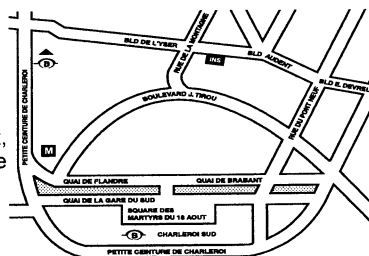 BLD DE L'YSER
RUE DE LA MONTAGNE
INS
BLD AUDENT
BLD E. DEVREU
B
PETITE CEINTURE DE CHARLEROI
BOULEVARD J. TIROU
RUE DU PONT NEUF
M
QUAI DE FLANDRE
QUAI DE BRABANT
QUAI DE LA GARE DU SUD
SQUARE DES
MARTYRS DU 18 AOUT
B
CHARLEROI SUD
PETITE CEINTURE DE CHARLEROI